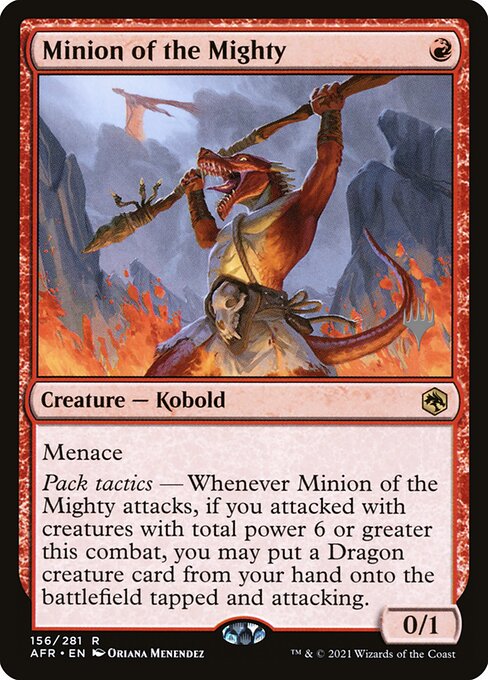 Minion of the Mighty
Creature — Kobold
Menace
Pack tactics — Whenever Minion of the
Mighty attacks, if you attacked with
creatures with total power 6 or greater
this combat, you may put a Dragon
creature card from your hand onto the
battlefield tapped and attacking.
0/1
156/281 R
AFR • EN Oriana Menendez
™ & © 2021 Wizards of the Coast